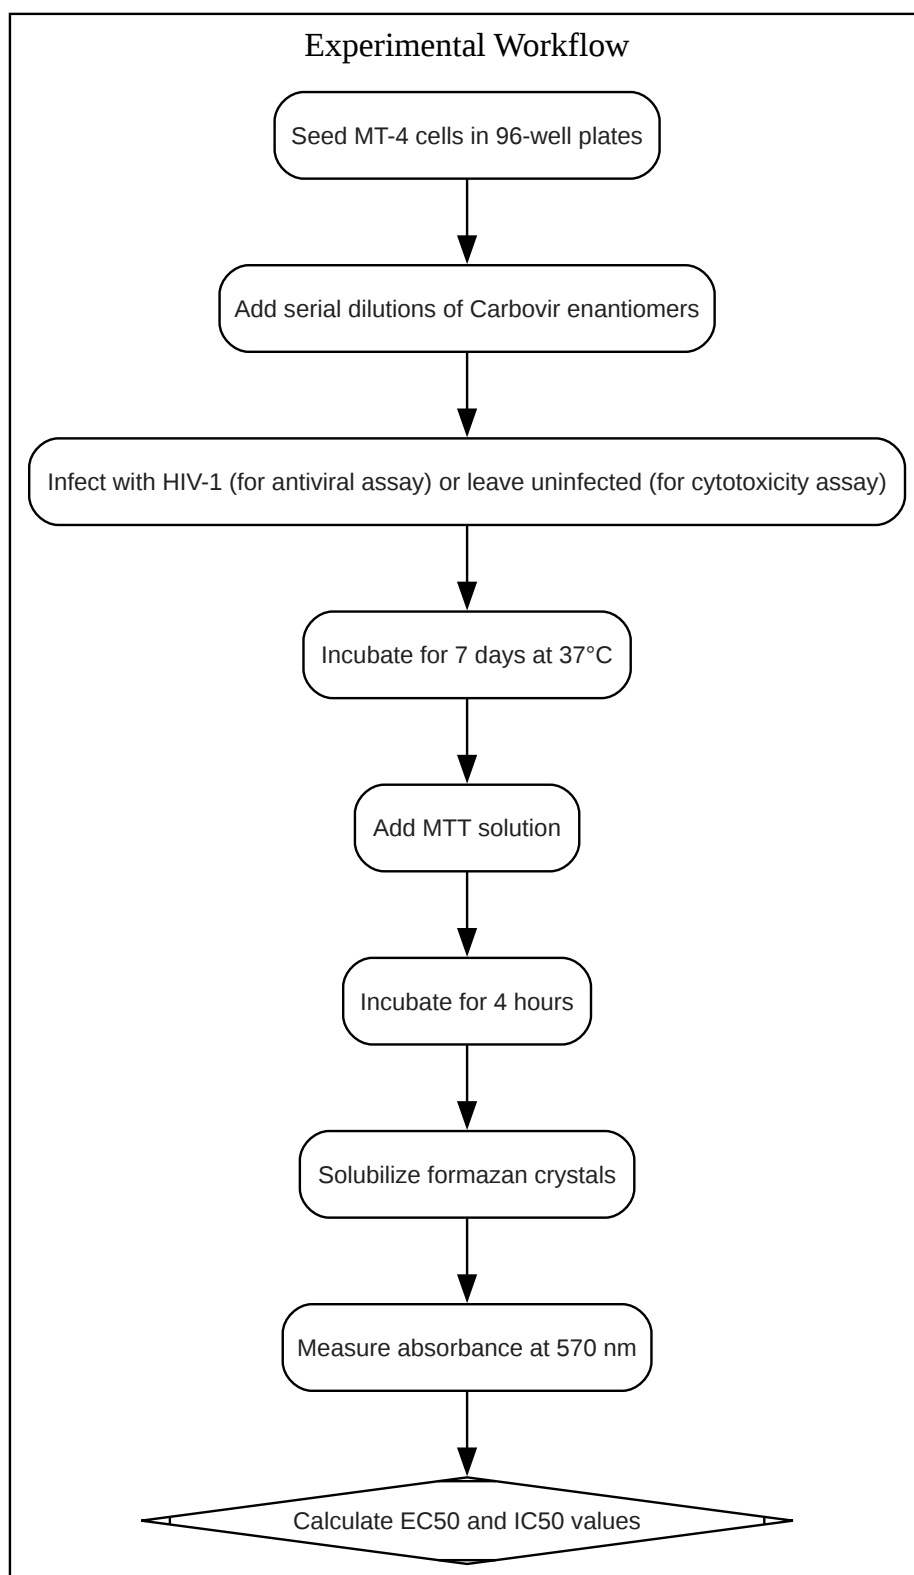 Experimental Workflow
Seed MT-4 cells in 96-well plates
Add serial dilutions of Carbovir enantiomers
Infect with HIV-1 (for antiviral assay) or leave uninfected (for cytotoxicity assay)
Incubate for 7 days at 37°C
Add MTT solution
Incubate for 4 hours
Solubilize formazan crystals
Measure absorbance at 570 nm
Calculate EC50 and IC50 values